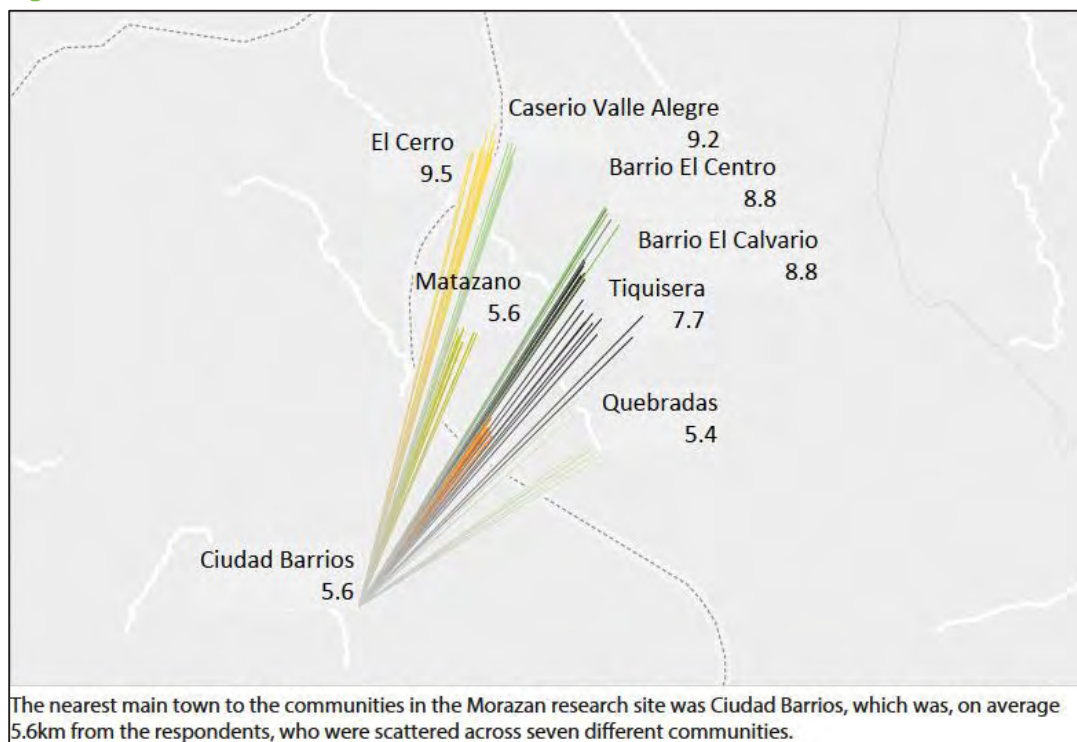 Caserio Valle Alegre
9.2
El Cerro
9.5
Barrio El Centro
8.8
Barrio El Calvario
8.8
Matazano
5.6
Tiquisera
7.7
Quebradas
5.4
Ciudad Barrios
5.6
The nearest main town to the communities in the Morazan research site was Ciudad Barrios, which was, on average
5.6km from the respondents, who were scattered across seven different communities.